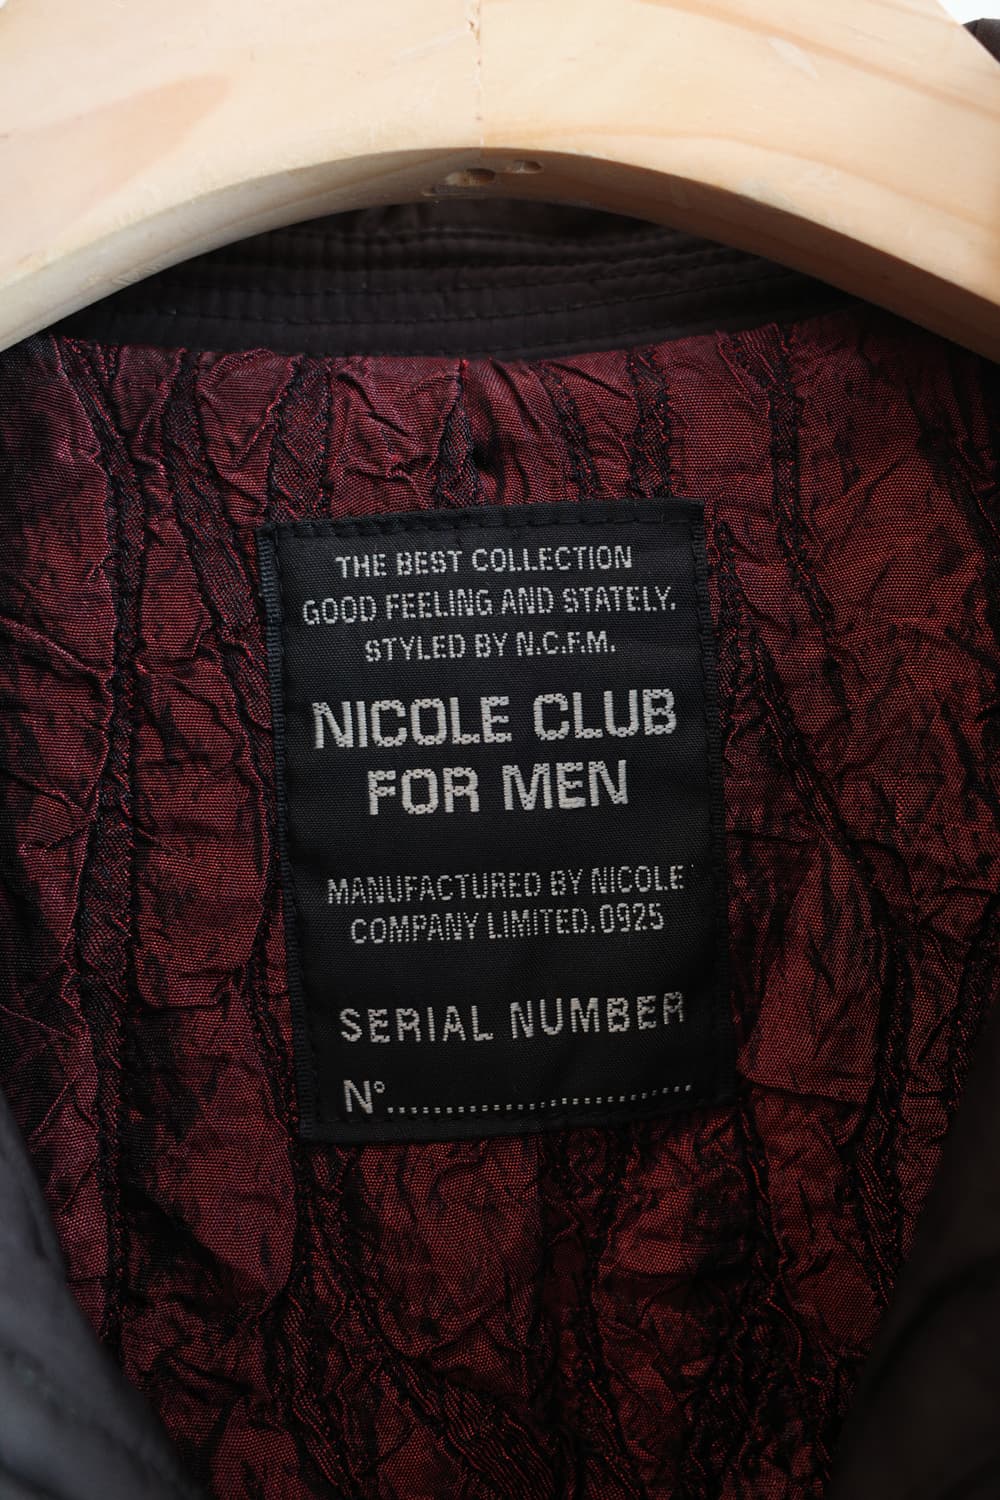 THE BEST COLLECTION
GOOD FEELING AND STATELY.
STYLED BY N.C.F.M.
NICOLE CLUB
FOR MEN
MANUFACTURED BY NICOLE
COMPANY LIMITED.0925
SERIAL NUMBER
N°..............................